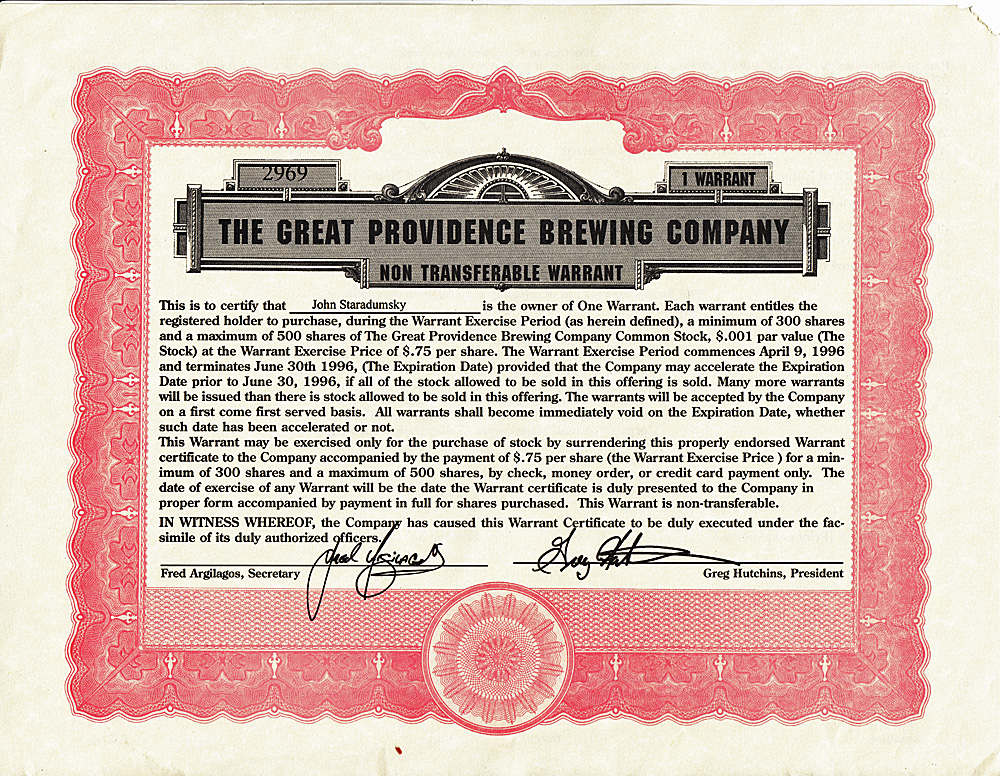 2969
1 WARRANT
THE GREAT PROVIDENCE BREWING COMPANY
NON TRANSFERABLE WARRANT
This is to certify that John Staradumsky is the owner of One Warrant. Each warrant entitles the
registered holder to purchase, during the Warrant Exercise Period (as herein defined), a minimum of 300 shares
and a maximum of 500 shares of The Great Providence Brewing Company Common Stock, $.001 par value (The
Stock) at the Warrant Exercise Price of $.75 per share. The Warrant Exercise Period commences April 9, 1996
and terminates June 30th 1996, (The Expiration Date) provided that the Company may accelerate the Expiration
Date prior to June 30, 1996, if all of the stock allowed to be sold in this offering is sold. Many more warrants
will be issued than there is stock allowed to be sold in this offering. The warrants will be accepted by the Company
on a first come first served basis. All warrants shall become immediately void on the Expiration Date, whether
such date has been accelerated or not.
This Warrant may be exercised only for the purchase of stock by surrendering this properly endorsed Warrant
certificate to the Company accompanied by the payment of $.75 per share (the Warrant Exercise Price ) for a min-
imum of 300 shares and a maximum of 500 shares, by check, money order, or credit card payment only. The
date of exercise of any Warrant will be the date the Warrant certificate is duly presented to the Company in
proper form accompanied by payment in full for shares purchased. This Warrant is non-transferable.
IN WITNESS WHEREOF, the Company has caused this Warrant Certificate to be duly executed under the fac-
simile of its duly authorized officers.
Fred Argilagos, Secretary
Greg Hutchins, President